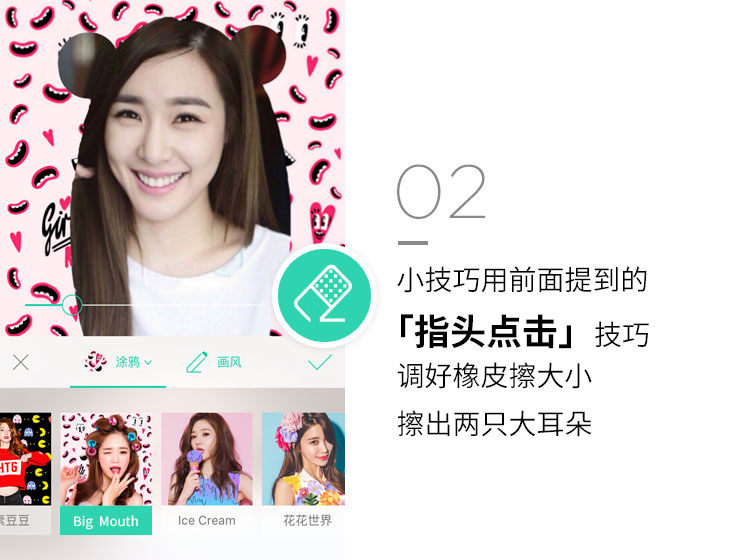 02
小技巧用前面提到的
「指头点击」技巧
调好橡皮擦大小
擦出两只大耳朵
Girl
涂鸦
画风
HTG
豆豆
Big Mouth
Ice Cream
花花世界